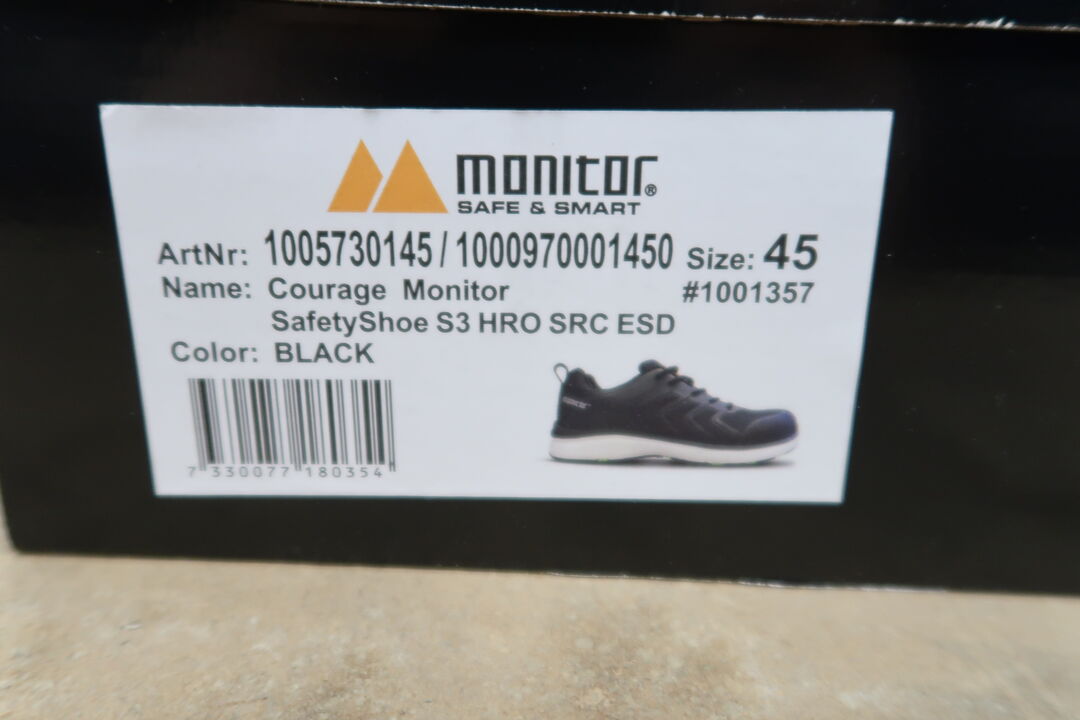 monitor®
SAFE & SMART
ArtNr: 1005730145 / 1000970001450 Size: 45
Name: Courage Monitor #1001357
SafetyShoe S3 HRO SRC ESD
Color: BLACK
monitor
7 330077 180354